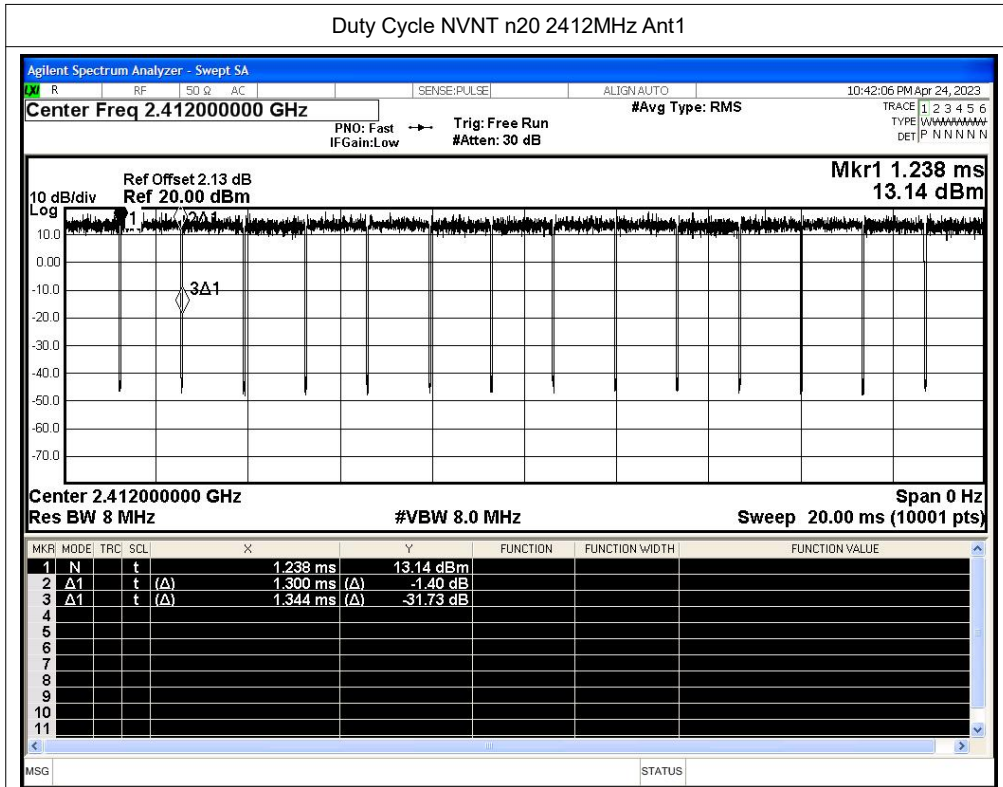 Duty Cycle NVNT n20 2412MHz Ant1
Agilent Spectrum Analyzer - Swept SA
LXI R RF 50 Ω AC SENSE:PULSE ALIGN AUTO 10:42:06 PM Apr 24, 2023
Center Freq 2.412000000 GHz #Avg Type: RMS TRACE 1 2 3 4 5 6
PNO: Fast Trig: Free Run TYPE
IFGain:Low #Atten: 30 dB DET P N N N N N
Mkr1 1.238 ms
Ref Offset 2.13 dB
10 dB/div Ref 20.00 dBm 13.14 dBm
Log
1 2Δ1
10.0
0.00
-10.0 3Δ1
-20.0
-30.0
-40.0
-50.0
-60.0
-70.0
Center 2.412000000 GHz Span 0 Hz
Res BW 8 MHz #VBW 8.0 MHz Sweep 20.00 ms (10001 pts)
MKR MODE TRC SCL X Y FUNCTION FUNCTION WIDTH FUNCTION VALUE
1 N t 1.238 ms 13.14 dBm
2 Δ1 t (Δ) 1.300 ms (Δ) -1.40 dB
3 Δ1 t (Δ) 1.344 ms (Δ) -31.73 dB
4
5
6
7
8
9
10
11
MSG STATUS